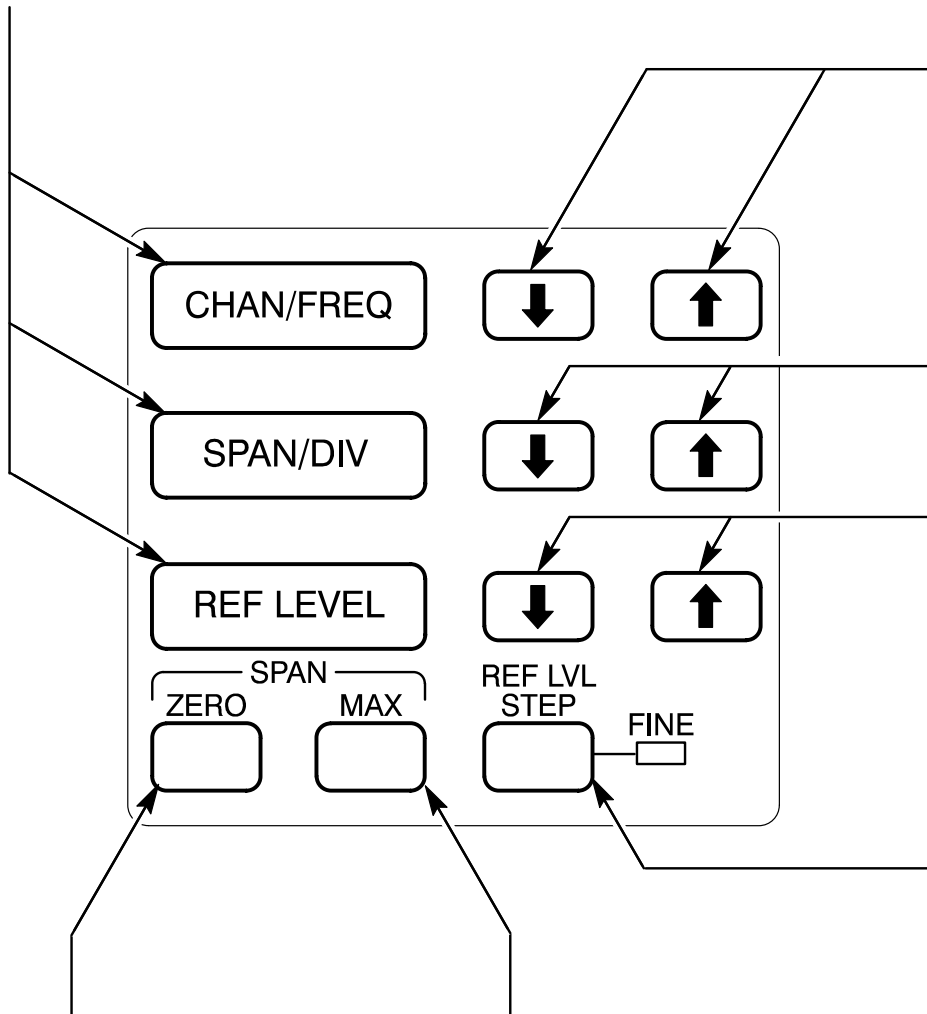 CHAN/FREQ
SPAN/DIV
REF LEVEL
SPAN
ZERO
MAX
REF LVL
STEP
FINE